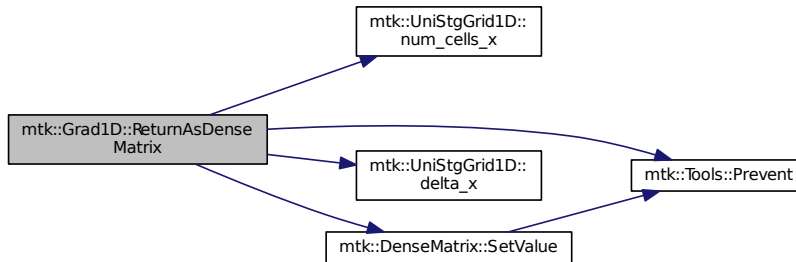 mtk::UniStgGrid1D::
num_cells_x
mtk::Grad1D::ReturnAsDense
Matrix
mtk::UniStgGrid1D::
delta_x
mtk::Tools::Prevent
mtk::DenseMatrix::SetValue